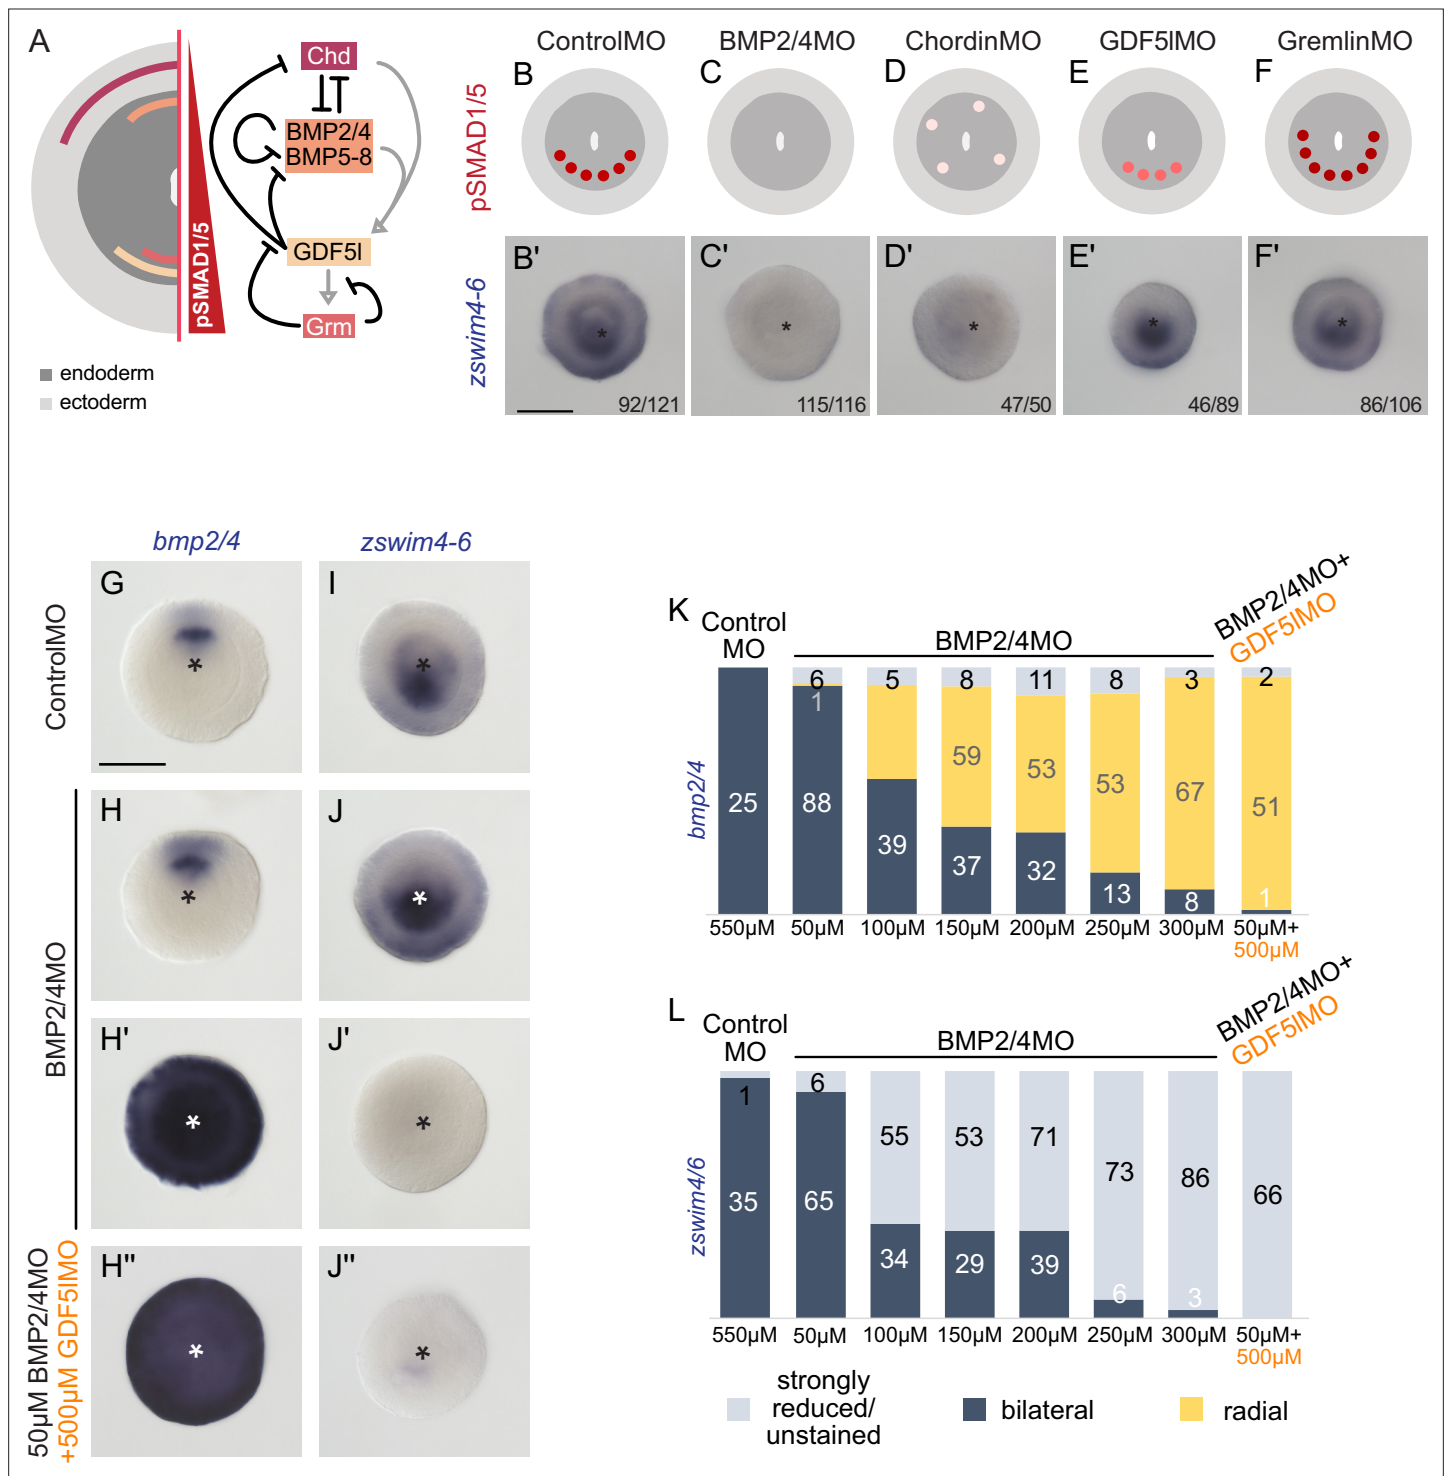 A
Chd
BMP2/4
BMP5-8
GDF5l
Grm
pSMAD1/5
endoderm
ectoderm
ControlMO
BMP2/4MO
ChordinMO
GDF5lMO
GremlinMO
pSMAD1/5
B
C
D
E
F
zswim4-6
B'
C'
D'
E'
F'
*
*
*
*
*
92/121
115/116
47/50
46/89
86/106
bmp2/4
zswim4-6
ControlMO
G
*
I
*
BMP2/4MO
H
*
J
*
H'
*
J'
*
50µM BMP2/4MO
+500µM GDF5lMO
H"
*
J"
*
K
Control
MO
BMP2/4MO
BMP2/4MO+
GDF5lMO
bmp2/4
6
5
8
11
8
3
2
1
59
53
53
67
51
25
88
39
37
32
13
8
1
550µM
50µM
100µM
150µM
200µM
250µM
300µM
50µM+
500µM
L
Control
MO
BMP2/4MO
BMP2/4MO+
GDF5lMO
zswim4/6
1
6
55
53
71
73
86
66
35
65
34
29
39
6
3
550µM
50µM
100µM
150µM
200µM
250µM
300µM
50µM+
500µM
strongly
reduced/
unstained
bilateral
radial